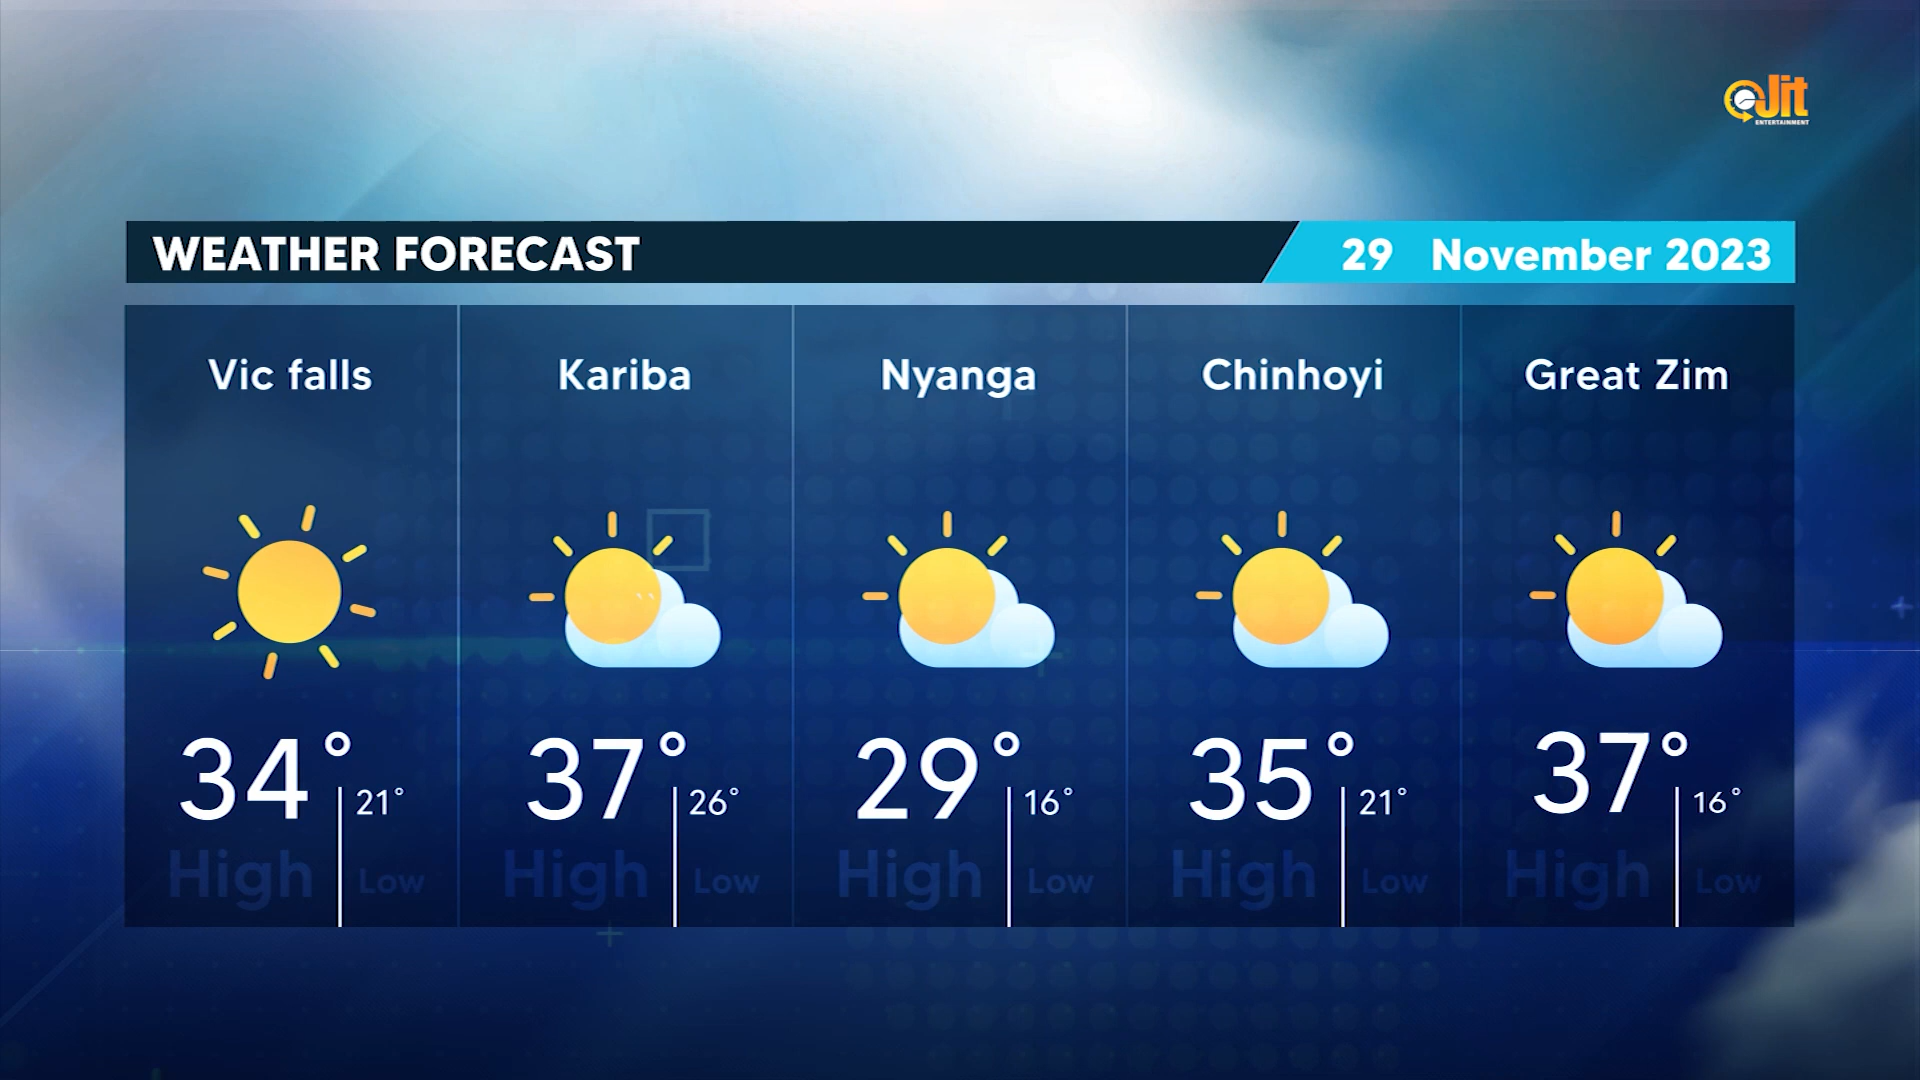 Jit
ENTERTAINMENT
WEATHER FORECAST
29 November 2023
Vic falls
Kariba
Nyanga
Chinhoyi
Great Zim
34° 21°
37° 26°
29° 16°
35° 21°
37° 16°
High Low
High Low
High Low
High Low
High Low